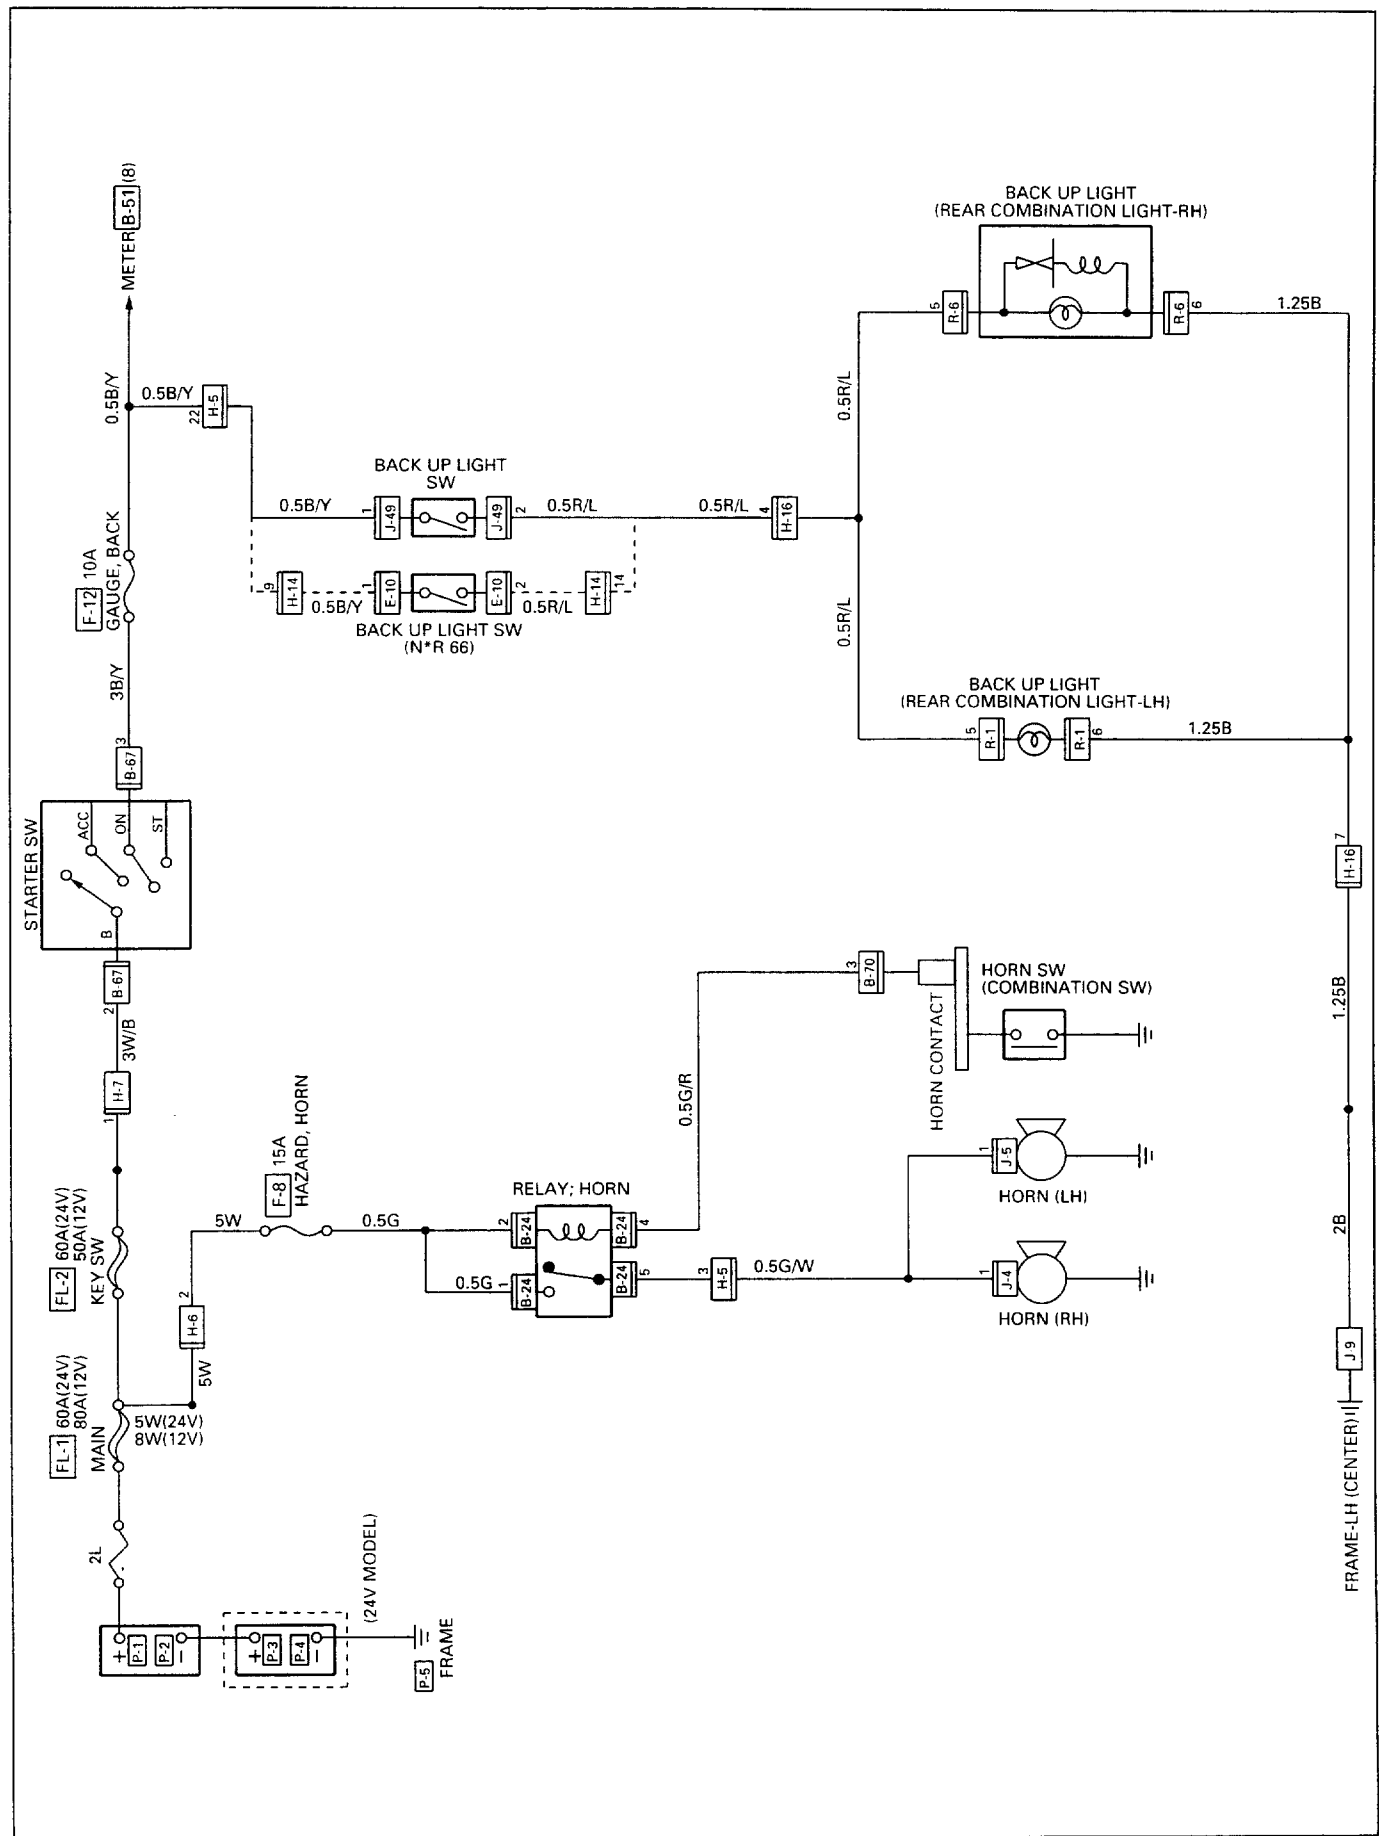 METER B-51 (8)
0.5B/Y
0.5B/Y
22
H-5
F-12 10A
GAUGE, BACK
3B/Y
3
B-67
STARTER SW
ACC
ON
ST
B
B-67
2
3W/B
H-7
1
FL-2 60A(24V)
50A(12V)
KEY SW
FL-1 60A(24V)
80A(12V)
MAIN
5W(24V)
8W(12V)
2L
+ P-1 P-2 −
+ P-3 P-4 −
(24V MODEL)
P-5
FRAME
5W
H-6
2
5W
F-8 15A
HAZARD, HORN
0.5G
0.5G
RELAY; HORN
2
B-24
B-24
4
1
B-24
B-24
5
0.5G/R
3
H-5
0.5G/W
3
B-70
HORN CONTACT
HORN SW
(COMBINATION SW)
1
J-5
HORN (LH)
1
J-4
HORN (RH)
BACK UP LIGHT
SW
0.5B/Y
1
J-49
J-49
2
0.5R/L
0.5R/L
4
H-16
9
H-14
0.5B/Y
1
E-10
E-10
2
0.5R/L
H-14
14
BACK UP LIGHT SW
(N*R 66)
0.5R/L
0.5R/L
BACK UP LIGHT
(REAR COMBINATION LIGHT-RH)
5
R-6
R-6
6
1.25B
BACK UP LIGHT
(REAR COMBINATION LIGHT-LH)
5
R-1
R-1
6
1.25B
7
H-16
1.25B
2B
J-9
FRAME-LH (CENTER)